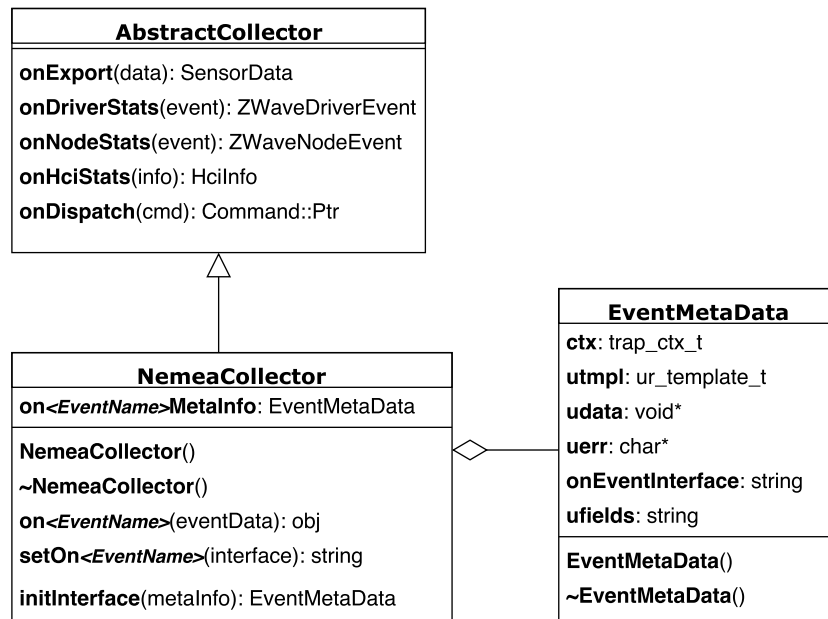 AbstractCollector
onExport(data): SensorData
onDriverStats(event): ZWaveDriverEvent
onNodeStats(event): ZWaveNodeEvent
onHciStats(info): HciInfo
onDispatch(cmd): Command::Ptr
NemeaCollector
on<EventName>MetaInfo: EventMetaData
NemeaCollector()
~NemeaCollector()
on<EventName>(eventData): obj
setOn<EventName>(interface): string
initInterface(metaInfo): EventMetaData
EventMetaData
ctx: trap_ctx_t
utmpl: ur_template_t
udata: void*
uerr: char*
onEventInterface: string
ufields: string
EventMetaData()
~EventMetaData()